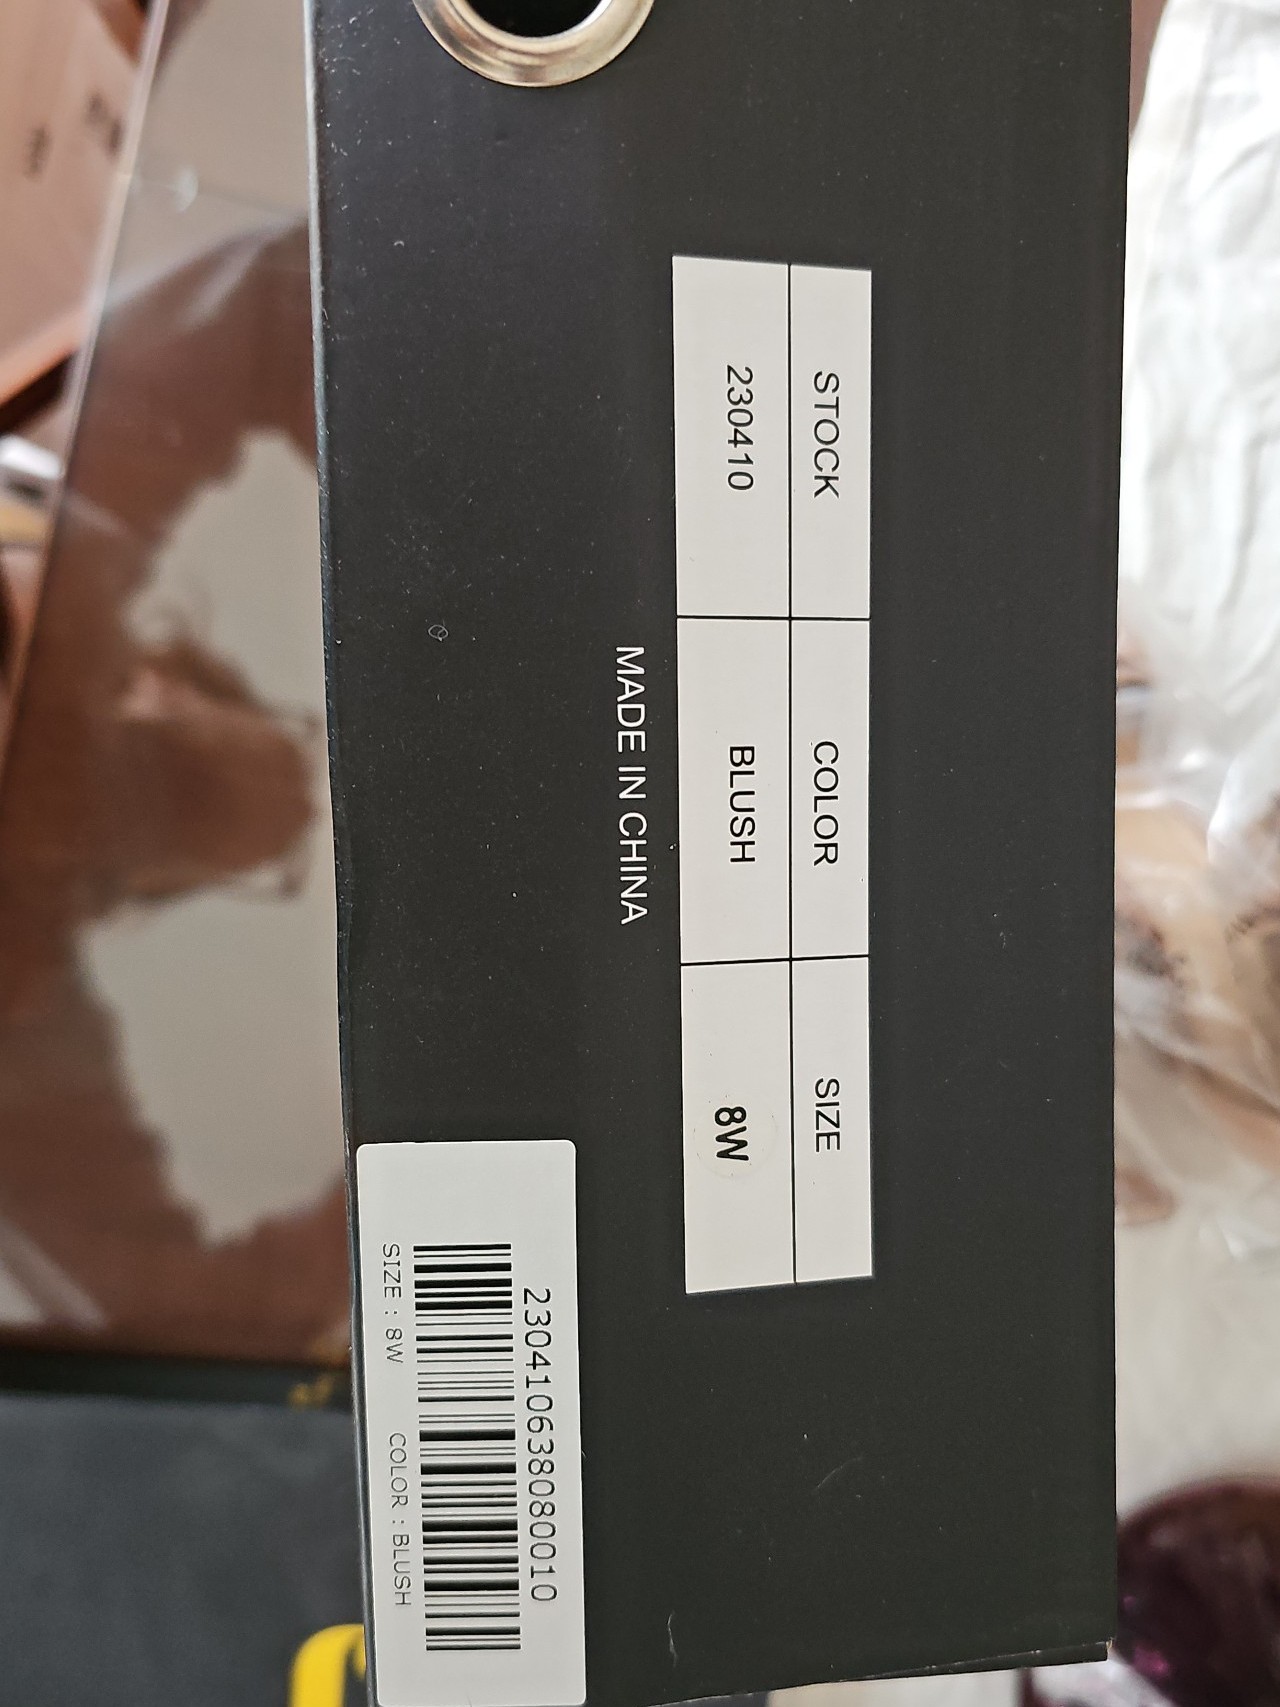 STOCK COLOR SIZE
230410 BLUSH 8W
MADE IN CHINA
230410638080010
SIZE : 8W COLOR : BLUSH